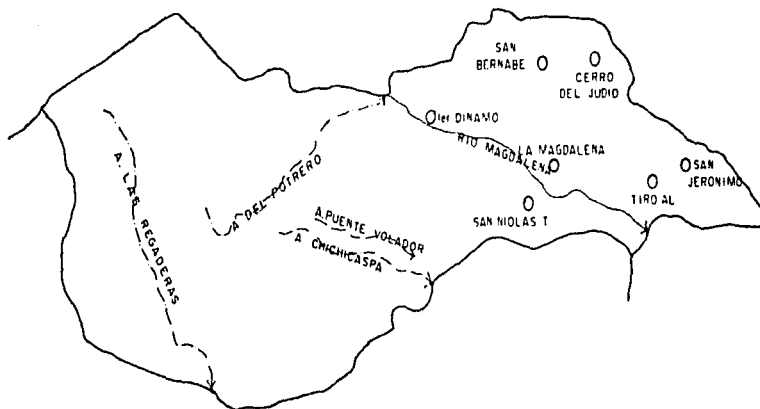 SAN
BERNABE
CERRO
DEL JUDIO
1er DINAMO
RIO MAGDALENA
LA MAGDALENA
SAN
JERONIMO
TIRO AL
SAN NIOLAS T
A. LAS REGADERAS
A DEL POTRERO
A. PUENTE VOLADOR
A CHICHICASPA